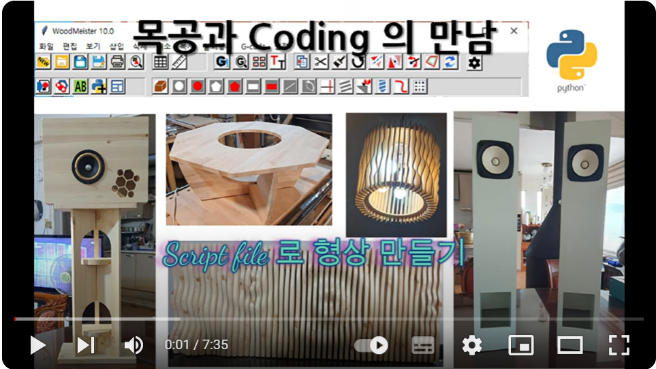 WoodMeister 10.0
목공과 Coding 의 만남
화일 편집 보기 삽입
python
Script file 로 형상 만들기
0:01 / 7:35